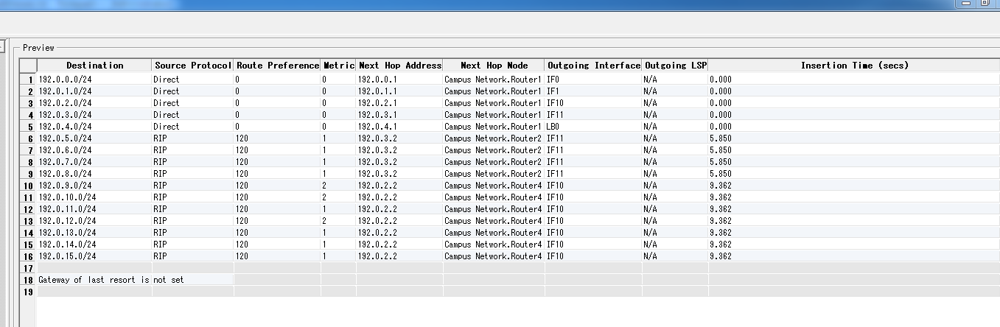 Preview
Destination Source Protocol Route Preference Metric Next Hop Address Next Hop Node Outgoing Interface Outgoing LSP Insertion Time (secs)
1 192.0.0.0/24 Direct 0 0 192.0.0.1 Campus Network.Router1 IF0 N/A 0.000
2 192.0.1.0/24 Direct 0 0 192.0.1.1 Campus Network.Router1 IF1 N/A 0.000
3 192.0.2.0/24 Direct 0 0 192.0.2.1 Campus Network.Router1 IF10 N/A 0.000
4 192.0.3.0/24 Direct 0 0 192.0.3.1 Campus Network.Router1 IF11 N/A 0.000
5 192.0.4.0/24 Direct 0 0 192.0.4.1 Campus Network.Router1 LB0 N/A 0.000
6 192.0.5.0/24 RIP 120 1 192.0.3.2 Campus Network.Router2 IF11 N/A 5.850
7 192.0.6.0/24 RIP 120 1 192.0.3.2 Campus Network.Router2 IF11 N/A 5.850
8 192.0.7.0/24 RIP 120 1 192.0.3.2 Campus Network.Router2 IF11 N/A 5.850
9 192.0.8.0/24 RIP 120 1 192.0.3.2 Campus Network.Router2 IF11 N/A 5.850
10 192.0.9.0/24 RIP 120 2 192.0.2.2 Campus Network.Router4 IF10 N/A 9.362
11 192.0.10.0/24 RIP 120 2 192.0.2.2 Campus Network.Router4 IF10 N/A 9.362
12 192.0.11.0/24 RIP 120 1 192.0.2.2 Campus Network.Router4 IF10 N/A 9.362
13 192.0.12.0/24 RIP 120 2 192.0.2.2 Campus Network.Router4 IF10 N/A 9.362
14 192.0.13.0/24 RIP 120 1 192.0.2.2 Campus Network.Router4 IF10 N/A 9.362
15 192.0.14.0/24 RIP 120 1 192.0.2.2 Campus Network.Router4 IF10 N/A 9.362
16 192.0.15.0/24 RIP 120 1 192.0.2.2 Campus Network.Router4 IF10 N/A 9.362
17
18 Gateway of last resort is not set
19